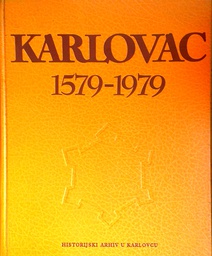 KARLOVAC
1579-1979
HISTORIJSKI ARHIV U KARLOVCU